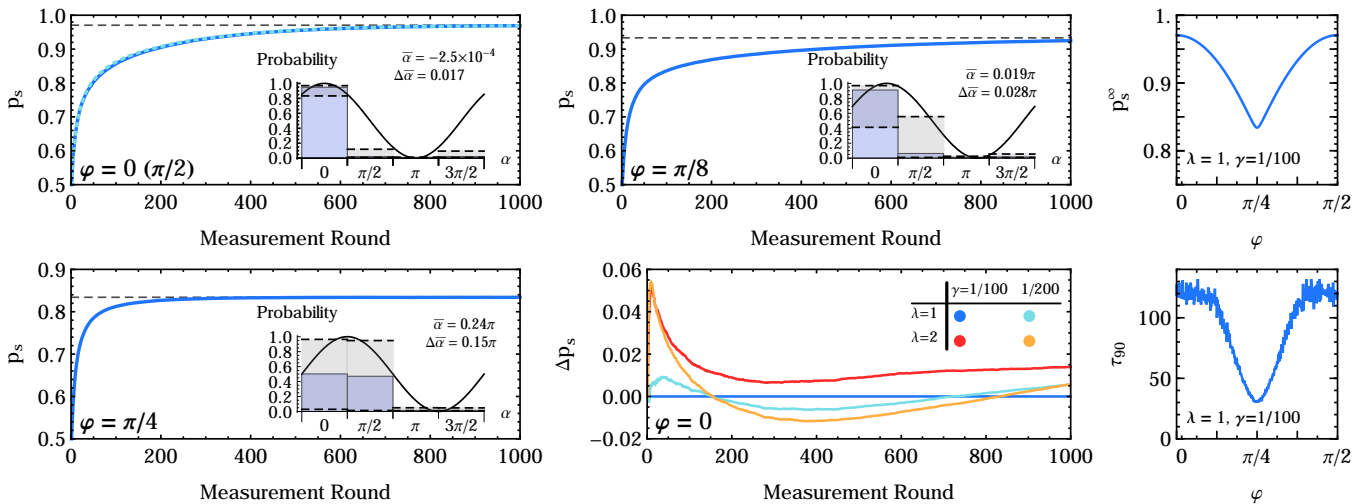 1.0
0.9
0.8
0.7
0.6
0.5
pₛ
0 200 400 600 800 1000
Measurement Round
φ = 0 (π/2)
Probability
1.0
0.8
0.6
0.4
0.2
0.0
0 π/2 π 3π/2
α
ᾱ = −2.5×10⁻⁴
Δᾱ = 0.017
1.0
0.9
0.8
0.7
0.6
0.5
pₛ
0 200 400 600 800 1000
Measurement Round
φ = π/8
Probability
1.0
0.8
0.6
0.4
0.2
0.0
0 π/2 π 3π/2
α
ᾱ = 0.019π
Δᾱ = 0.028π
1
0.9
0.8
pₛ^∞
λ = 1, γ=1/100
0 π/4 π/2
φ
0.9
0.8
0.7
0.6
0.5
pₛ
0 200 400 600 800 1000
Measurement Round
φ = π/4
Probability
1.0
0.8
0.6
0.4
0.2
0.0
0 π/2 π 3π/2
α
ᾱ = 0.24π
Δᾱ = 0.15π
0.06
0.04
0.02
0.00
−0.02
Δpₛ
0 200 400 600 800 1000
Measurement Round
φ = 0
γ=1/100 1/200
λ=1
λ=2
100
50
0
τ₉₀
λ = 1, γ=1/100
0 π/4 π/2
φ